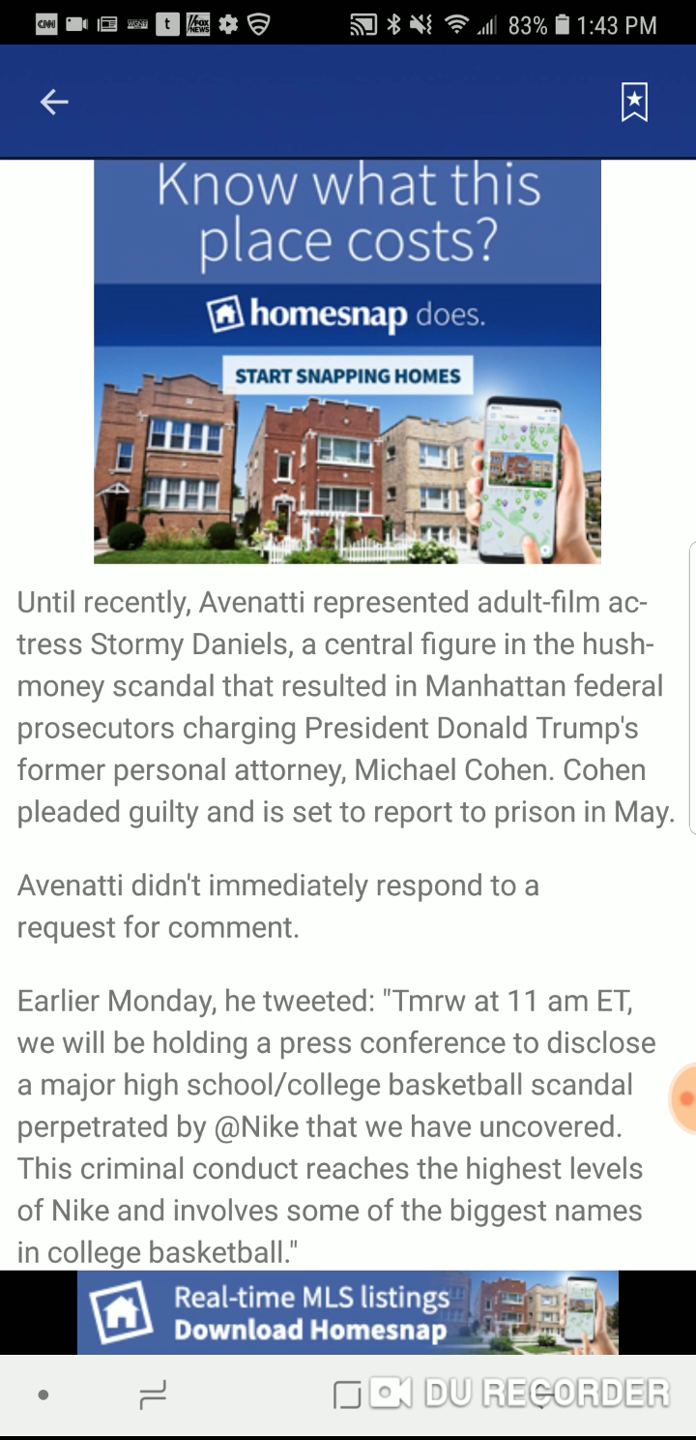 CNN WGNT t FOX NEWS 83% 1:43 PM
Know what this
place costs?
homesnap does.
START SNAPPING HOMES
Until recently, Avenatti represented adult-film ac-
tress Stormy Daniels, a central figure in the hush-
money scandal that resulted in Manhattan federal
prosecutors charging President Donald Trump's
former personal attorney, Michael Cohen. Cohen
pleaded guilty and is set to report to prison in May.
Avenatti didn't immediately respond to a
request for comment.
Earlier Monday, he tweeted: "Tmrw at 11 am ET,
we will be holding a press conference to disclose
a major high school/college basketball scandal
perpetrated by @Nike that we have uncovered.
This criminal conduct reaches the highest levels
of Nike and involves some of the biggest names
in college basketball."
Real-time MLS listings
Download Homesnap
DU RECORDER